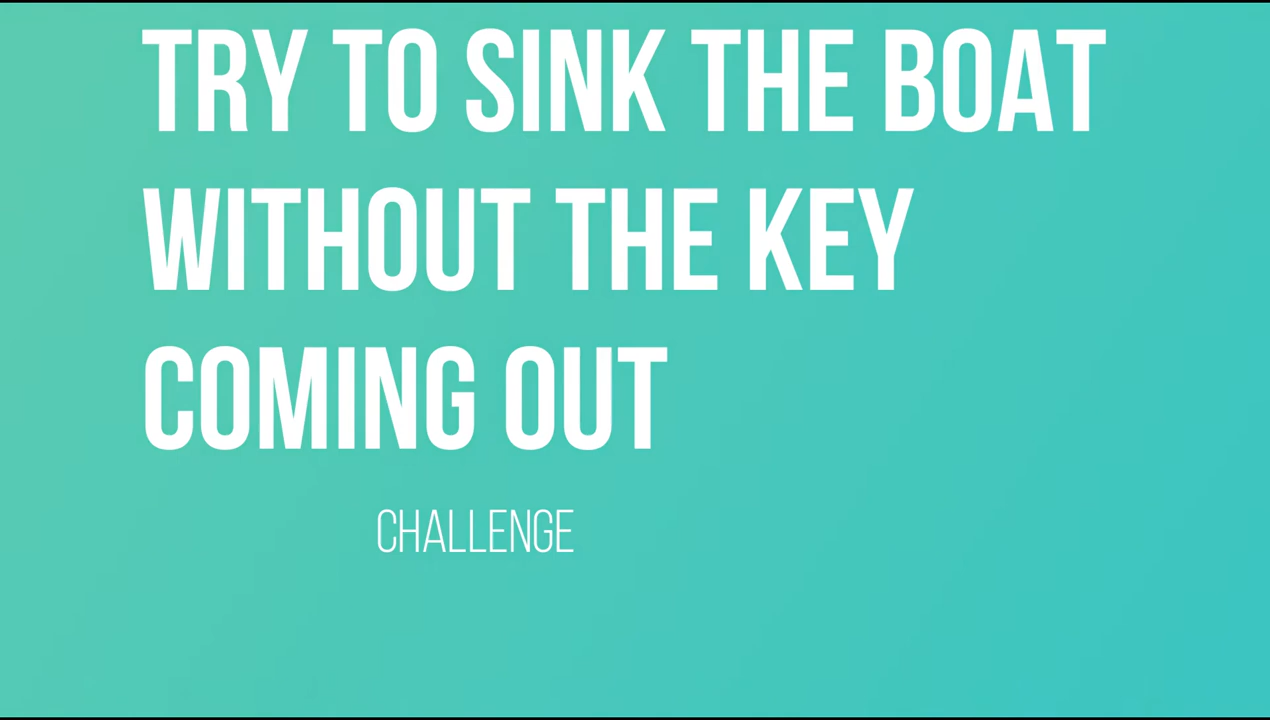 TRY TO SINK THE BOAT
WITHOUT THE KEY
COMING OUT
CHALLENGE